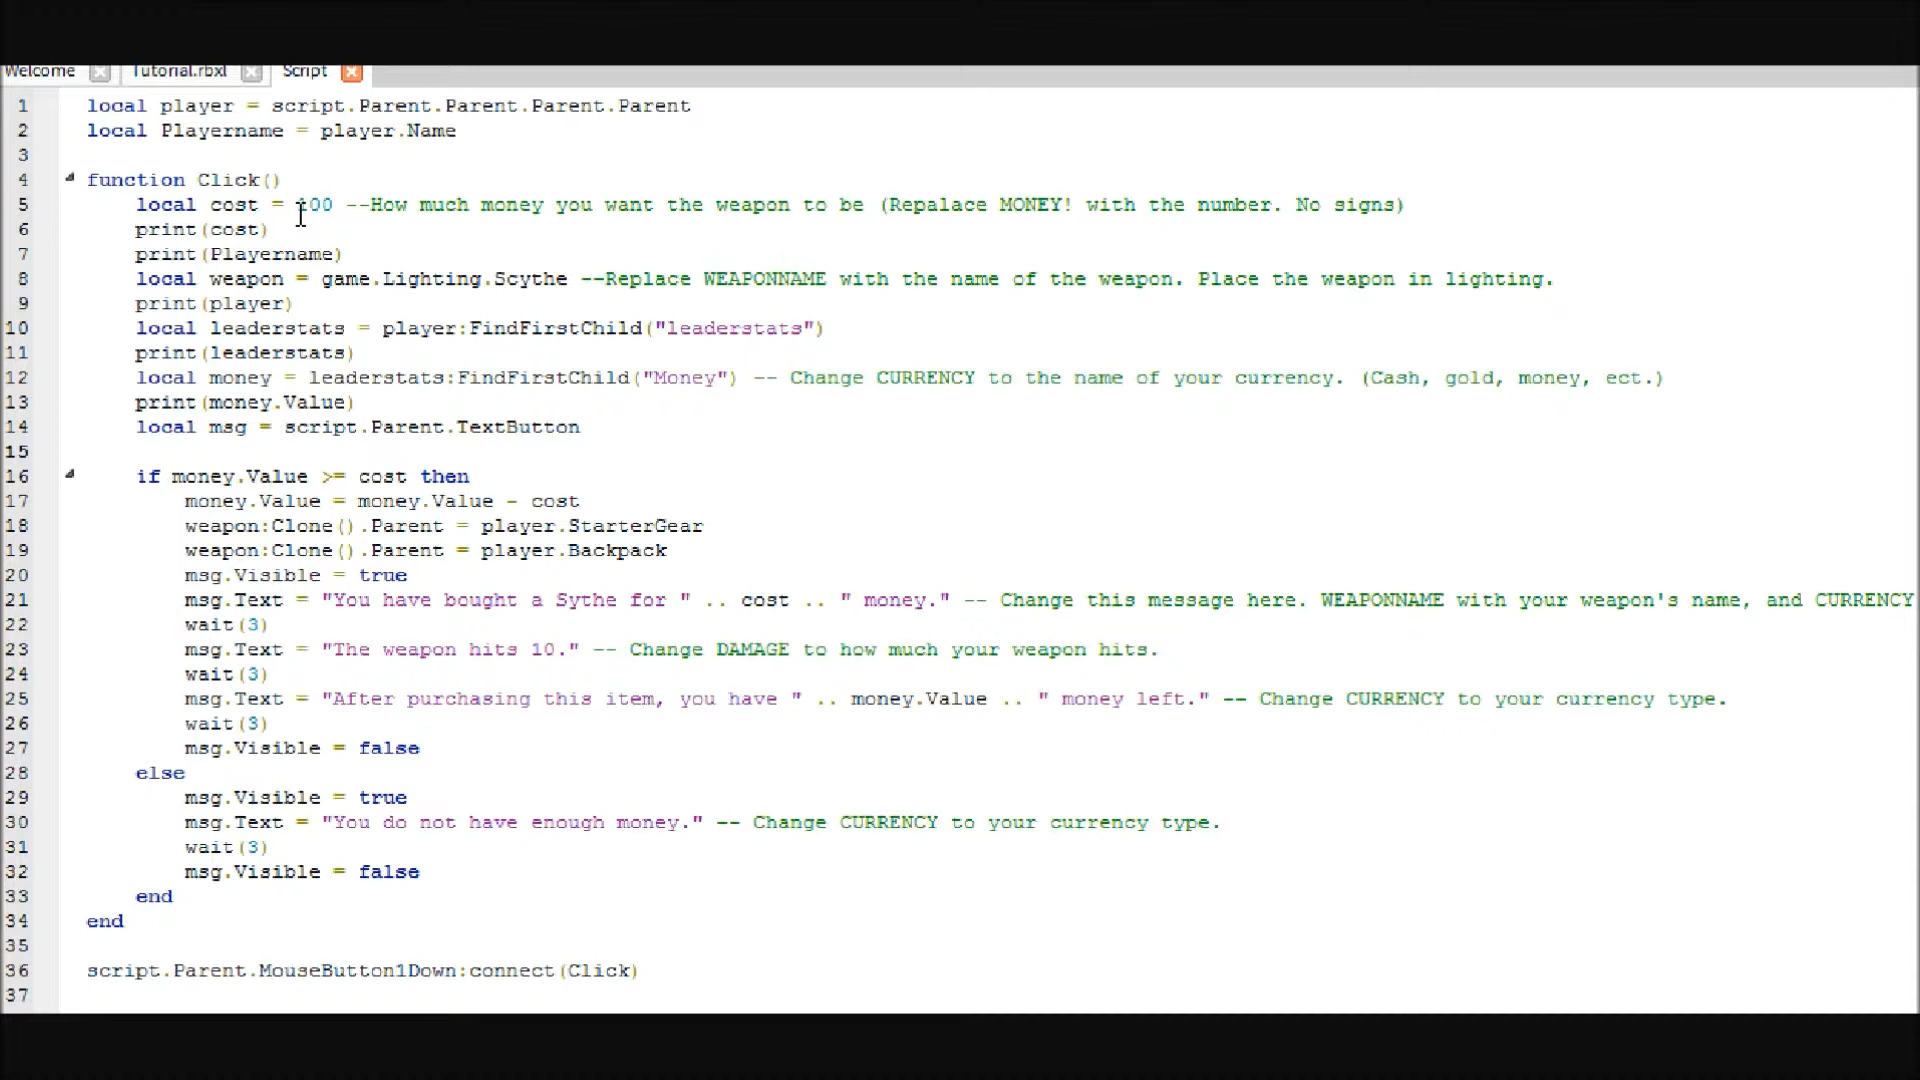 Welcome Tutorial.rbxl Script
1 local player = script.Parent.Parent.Parent.Parent
2 local Playername = player.Name
3
4 function Click()
5 local cost = 100 --How much money you want the weapon to be (Repalace MONEY! with the number. No signs)
6 print(cost)
7 print(Playername)
8 local weapon = game.Lighting.Scythe --Replace WEAPONNAME with the name of the weapon. Place the weapon in lighting.
9 print(player)
10 local leaderstats = player:FindFirstChild("leaderstats")
11 print(leaderstats)
12 local money = leaderstats:FindFirstChild("Money") -- Change CURRENCY to the name of your currency. (Cash, gold, money, ect.)
13 print(money.Value)
14 local msg = script.Parent.TextButton
15
16 if money.Value >= cost then
17 money.Value = money.Value - cost
18 weapon:Clone().Parent = player.StarterGear
19 weapon:Clone().Parent = player.Backpack
20 msg.Visible = true
21 msg.Text = "You have bought a Sythe for " .. cost .. " money." -- Change this message here. WEAPONNAME with your weapon's name, and CURRENCY
22 wait(3)
23 msg.Text = "The weapon hits 10." -- Change DAMAGE to how much your weapon hits.
24 wait(3)
25 msg.Text = "After purchasing this item, you have " .. money.Value .. " money left." -- Change CURRENCY to your currency type.
26 wait(3)
27 msg.Visible = false
28 else
29 msg.Visible = true
30 msg.Text = "You do not have enough money." -- Change CURRENCY to your currency type.
31 wait(3)
32 msg.Visible = false
33 end
34 end
35
36 script.Parent.MouseButton1Down:connect(Click)
37